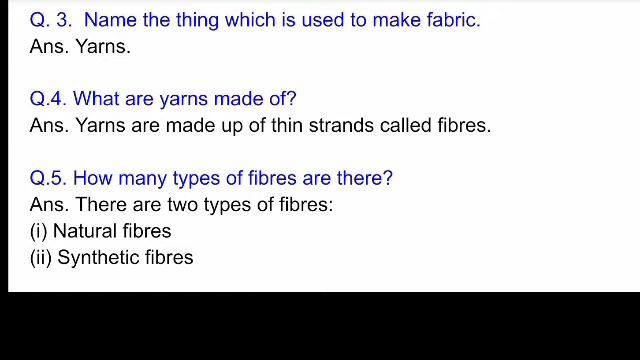 Q. 3.  Name the thing which is used to make fabric.
Ans. Yarns.
Q.4. What are yarns made of?
Ans. Yarns are made up of thin strands called fibres.
Q.5. How many types of fibres are there?
Ans. There are two types of fibres:
(i) Natural fibres
(ii) Synthetic fibres